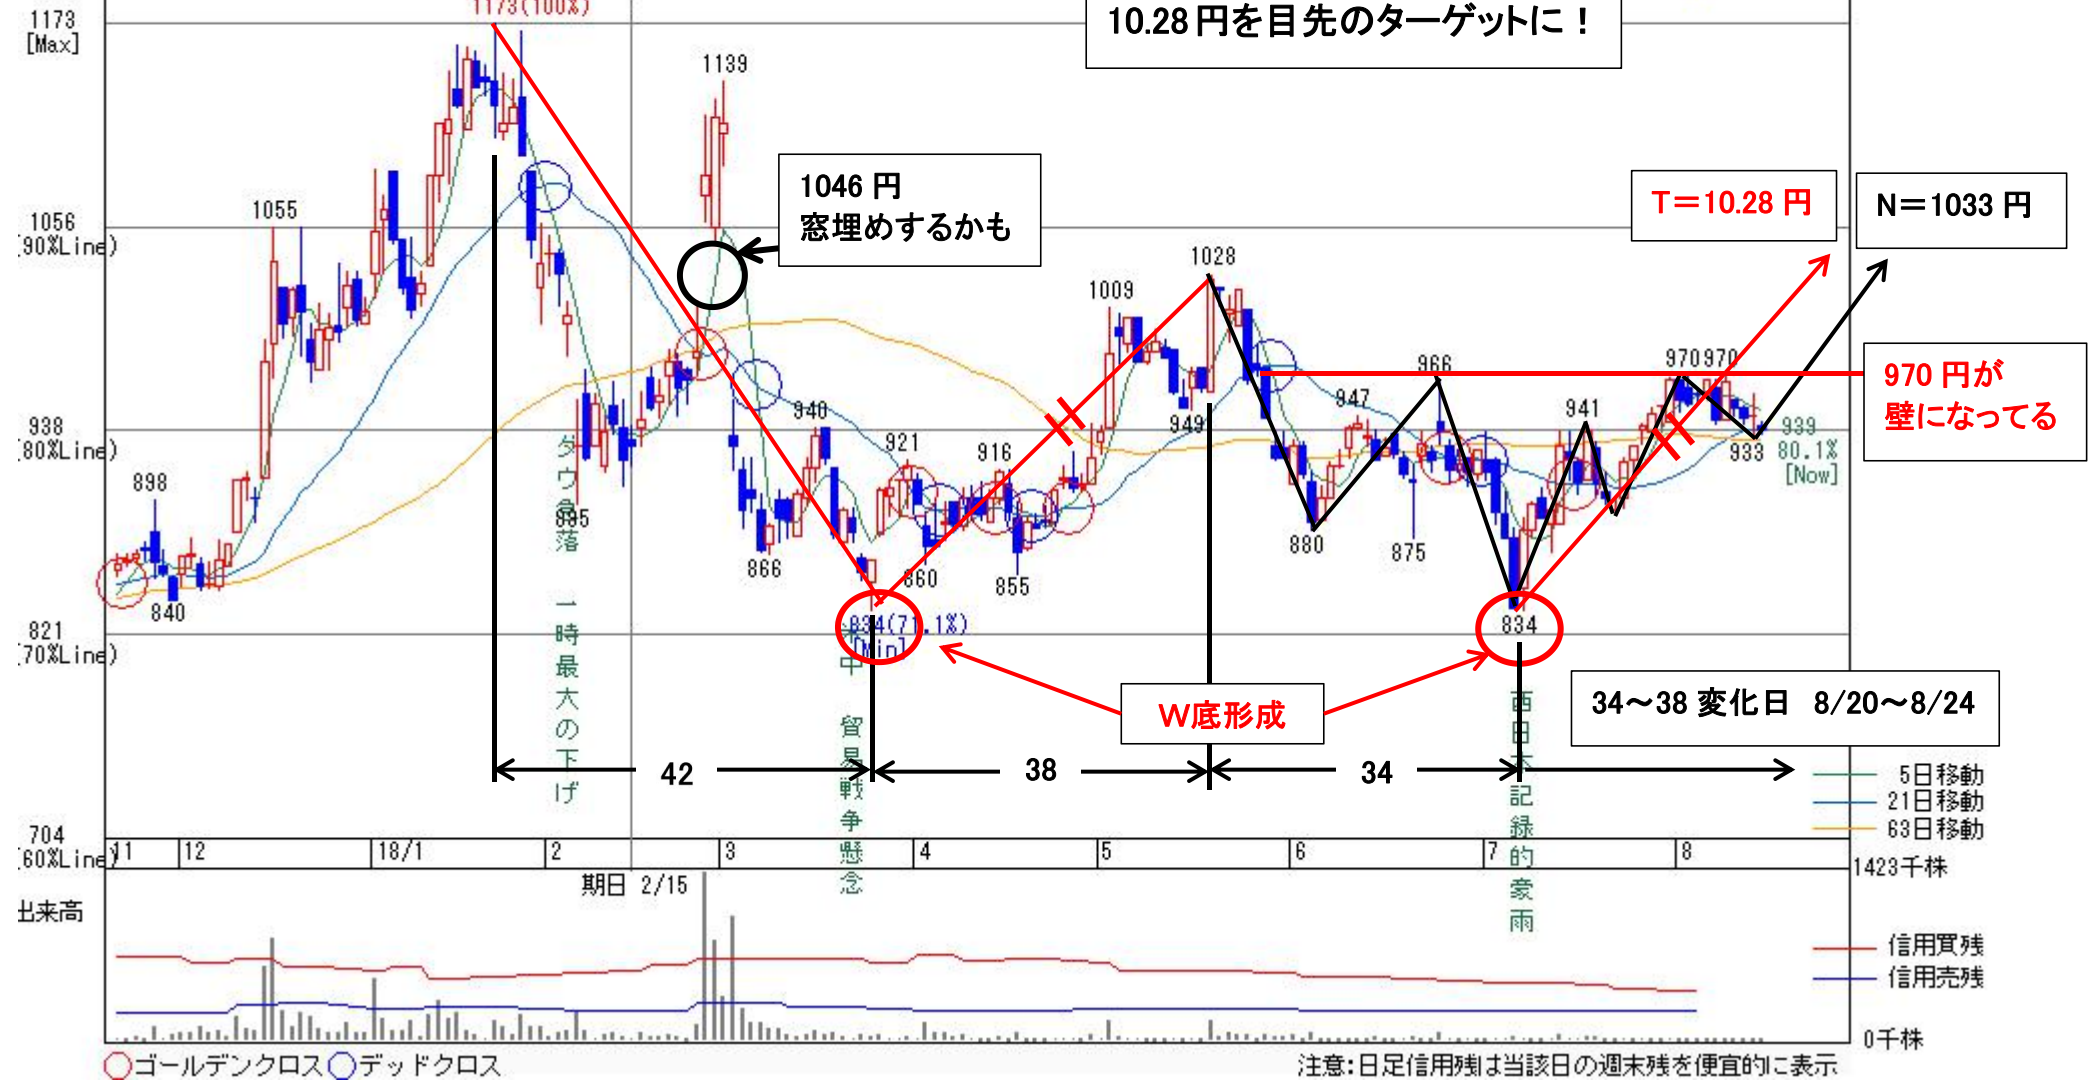 1173(100%)
1173
[Max]
10.28円を目先のターゲットに！
1139
1046 円
窓埋めするかも
T＝10.28 円
N＝1033 円
1055
1056
(90%Line)
1028
1009
970 円が
壁になってる
966
970
970
947
941
940
949
938
(80%Line)
939
80.1%
[Now]
933
921
916
898
895
880
875
866
860
855
840
834(71.1%)
[Min]
834
821
(70%Line)
ダウ急落 一時最大の下げ
米中 貿易戦争懸念
西日本 記録的豪雨
W底形成
34～38 変化日 8/20～8/24
42
38
34
5日移動
21日移動
63日移動
704
(60%Line)
11
12
18/1
2
3
4
5
6
7
8
1423千株
期日 2/15
出来高
信用買残
信用売残
0千株
ゴールデンクロス
デッドクロス
注意:日足信用残は当該日の週末残を便宜的に表示